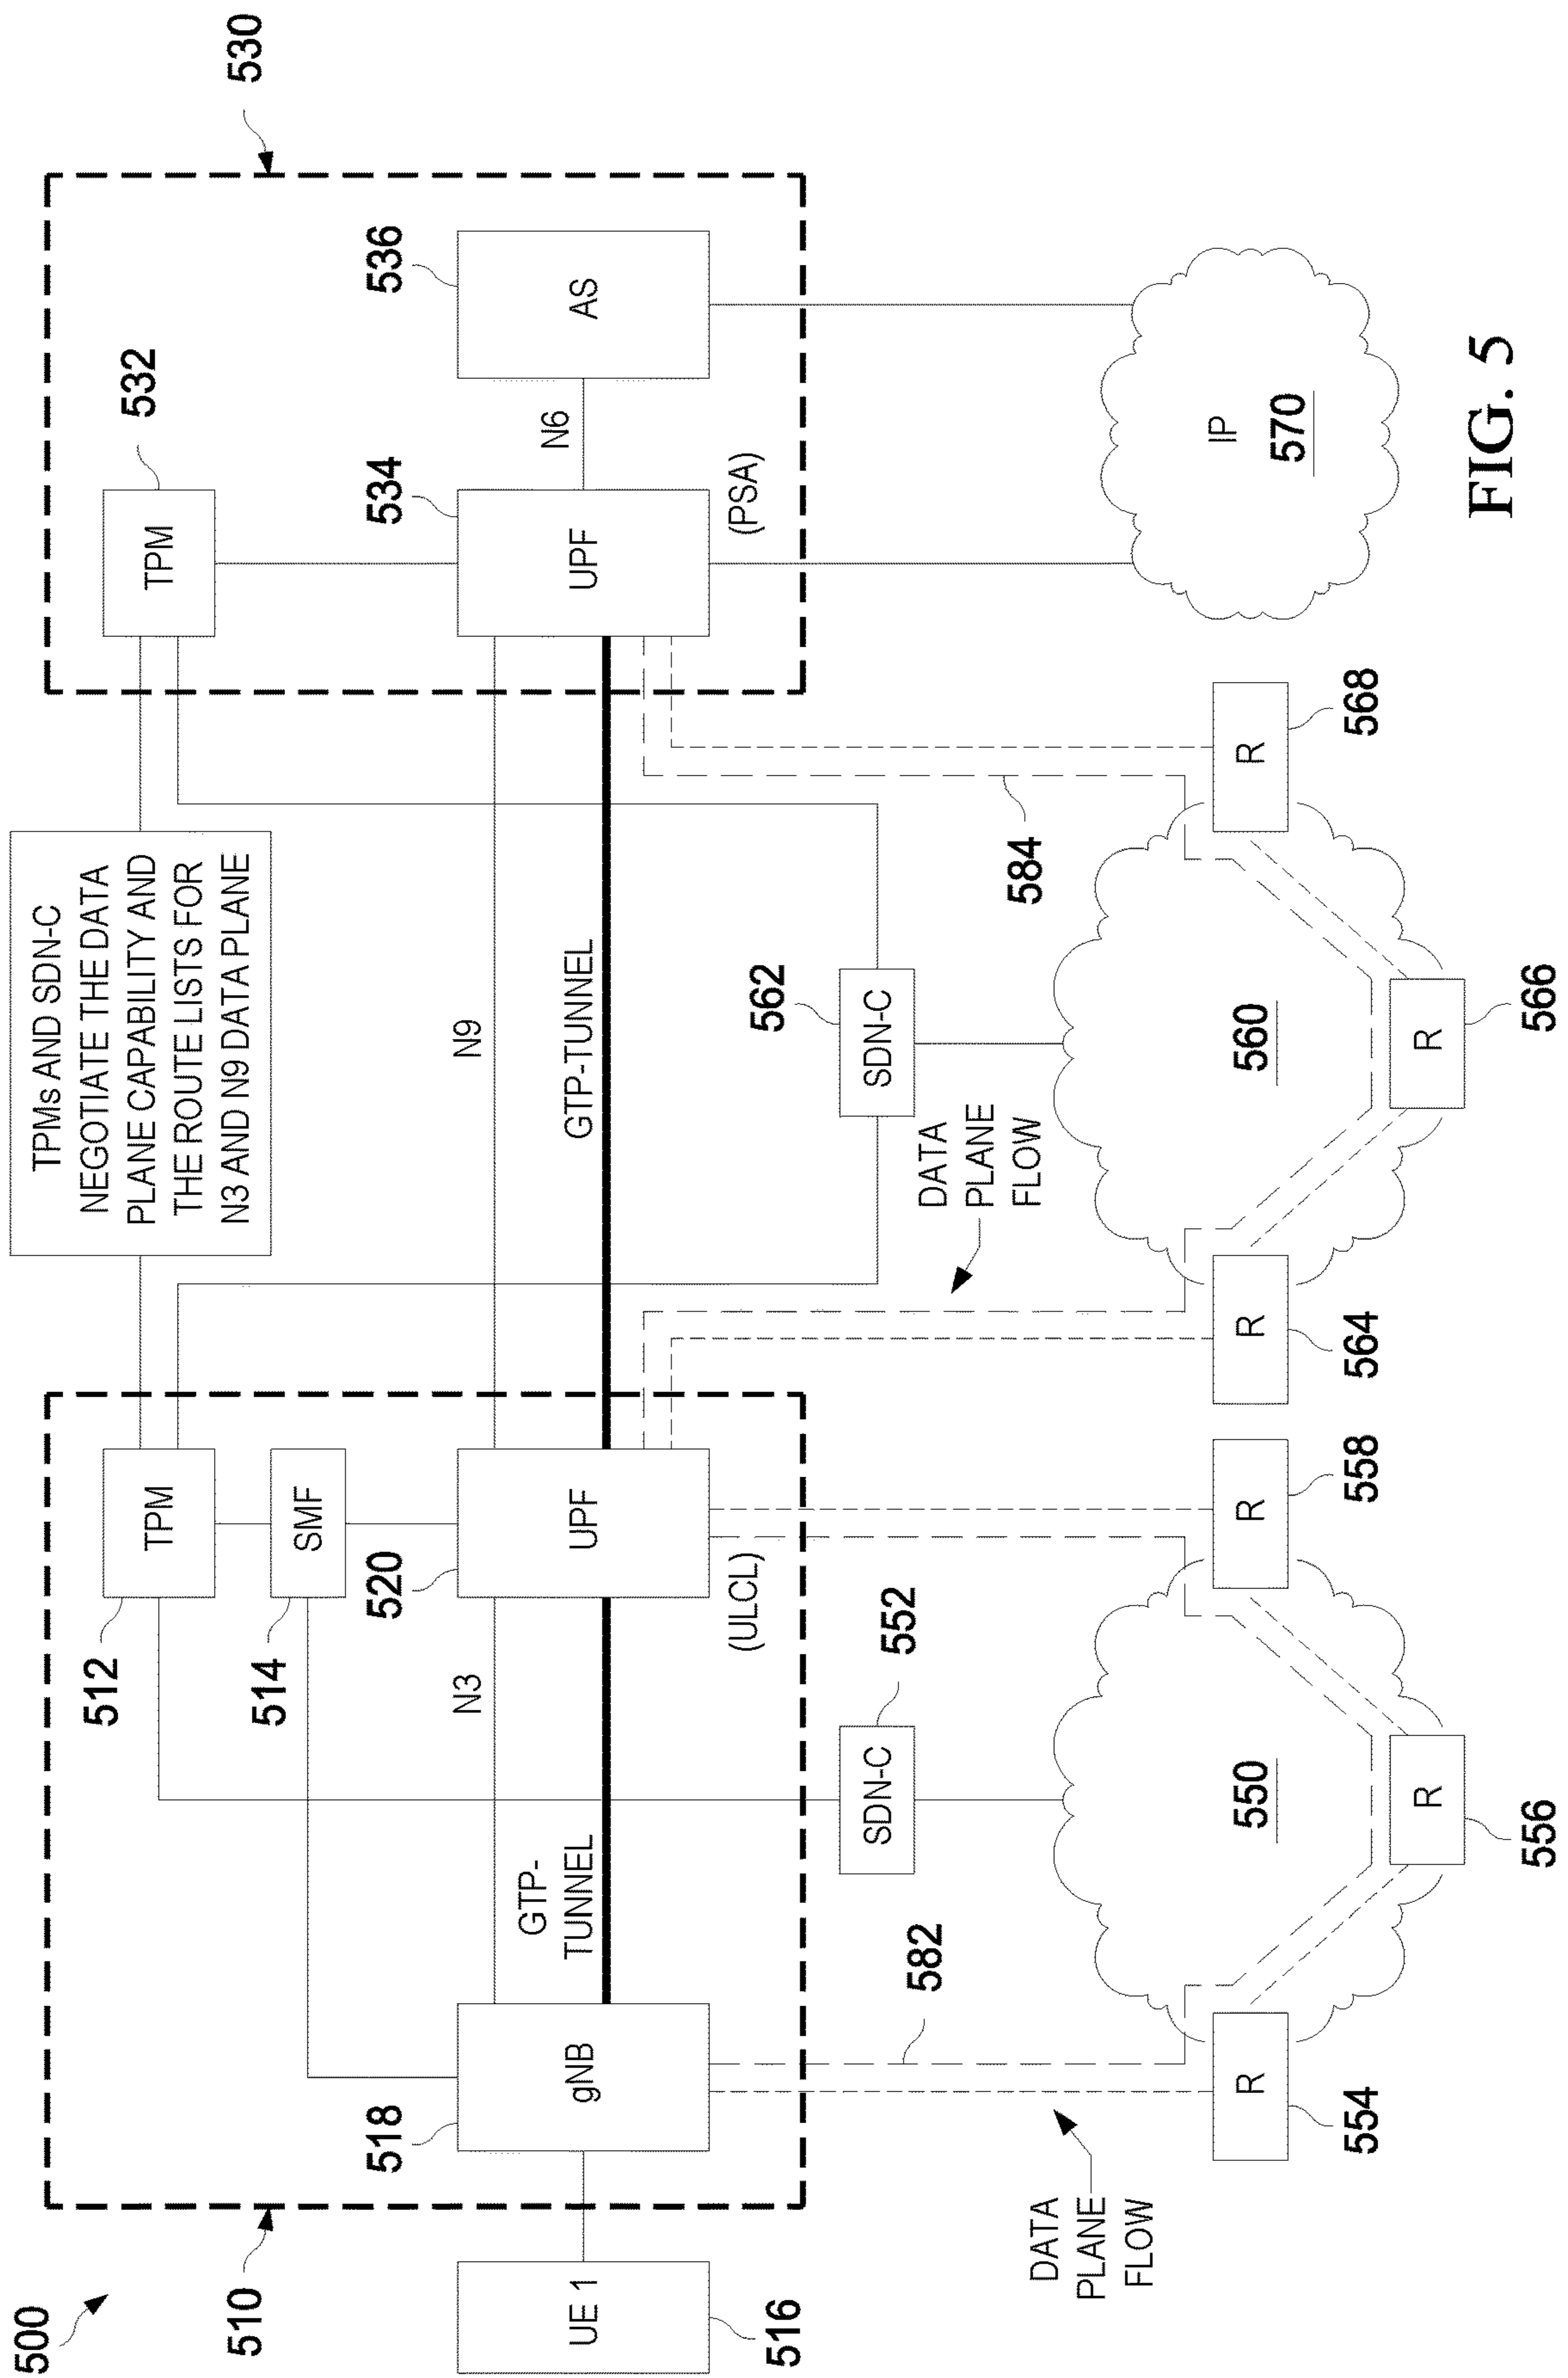 500
510
530
TPMs AND SDN-C
NEGOTIATE THE DATA
PLANE CAPABILITY AND
THE ROUTE LISTS FOR
N3 AND N9 DATA PLANE
512
TPM
532
TPM
514
SMF
518
520
534
536
UE 1
516
gNB
N3
GTP-
TUNNEL
UPF
(ULCL)
N9
GTP-TUNNEL
UPF
(PSA)
N6
AS
582
552
SDN-C
562
SDN-C
584
DATA
PLANE
FLOW
DATA
PLANE
FLOW
550
560
IP
570
R
554
R
556
R
558
R
564
R
566
R
568
FIG. 5